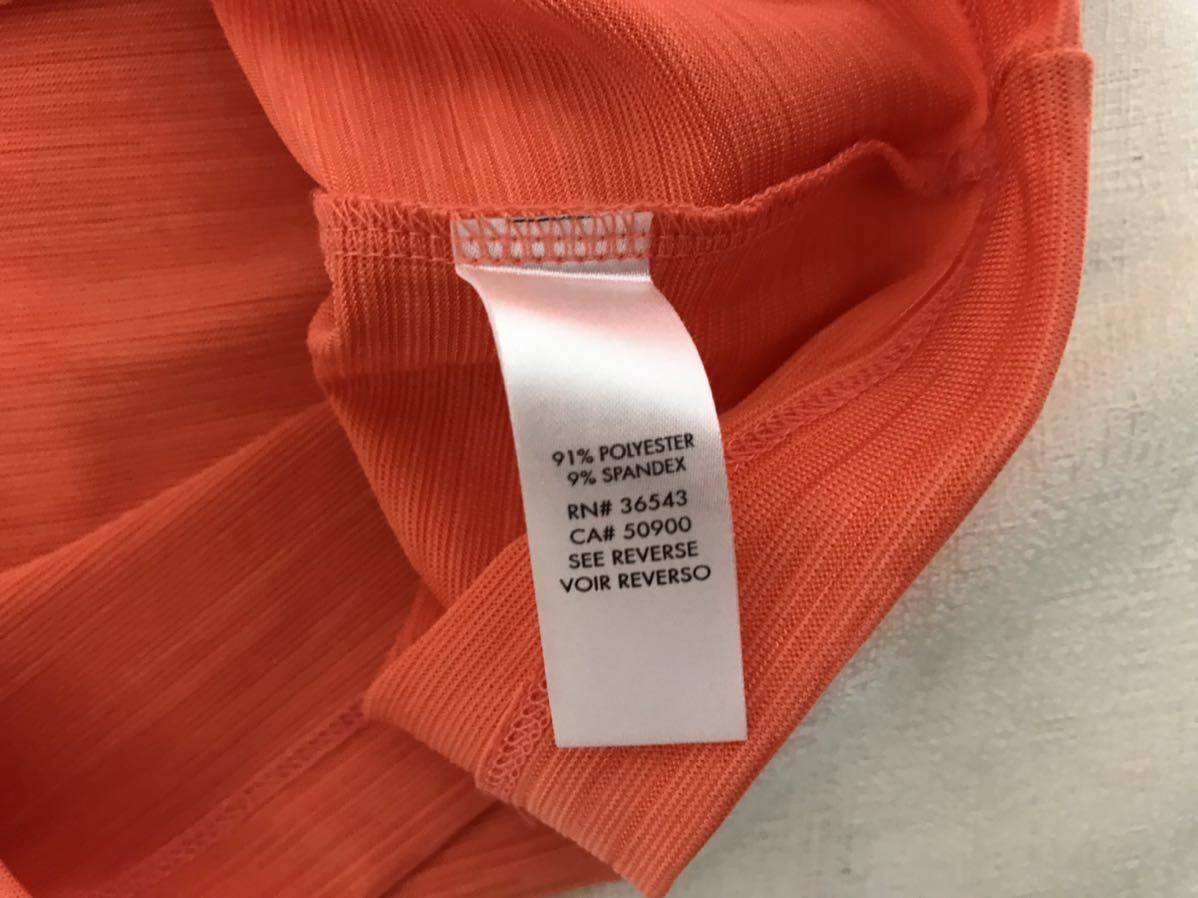 91% POLYESTER
9% SPANDEX
RN# 36543
CA# 50900
SEE REVERSE
VOIR REVERSO